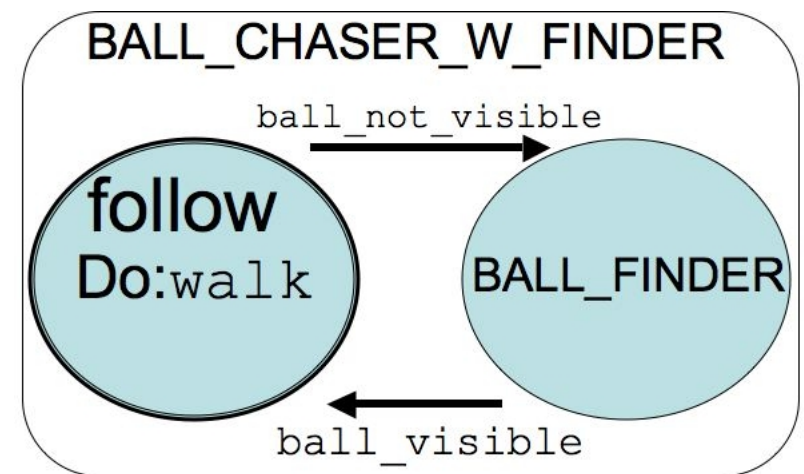 BALL_CHASER_W_FINDER
ball_not_visible
follow
Do:walk
BALL_FINDER
ball_visible